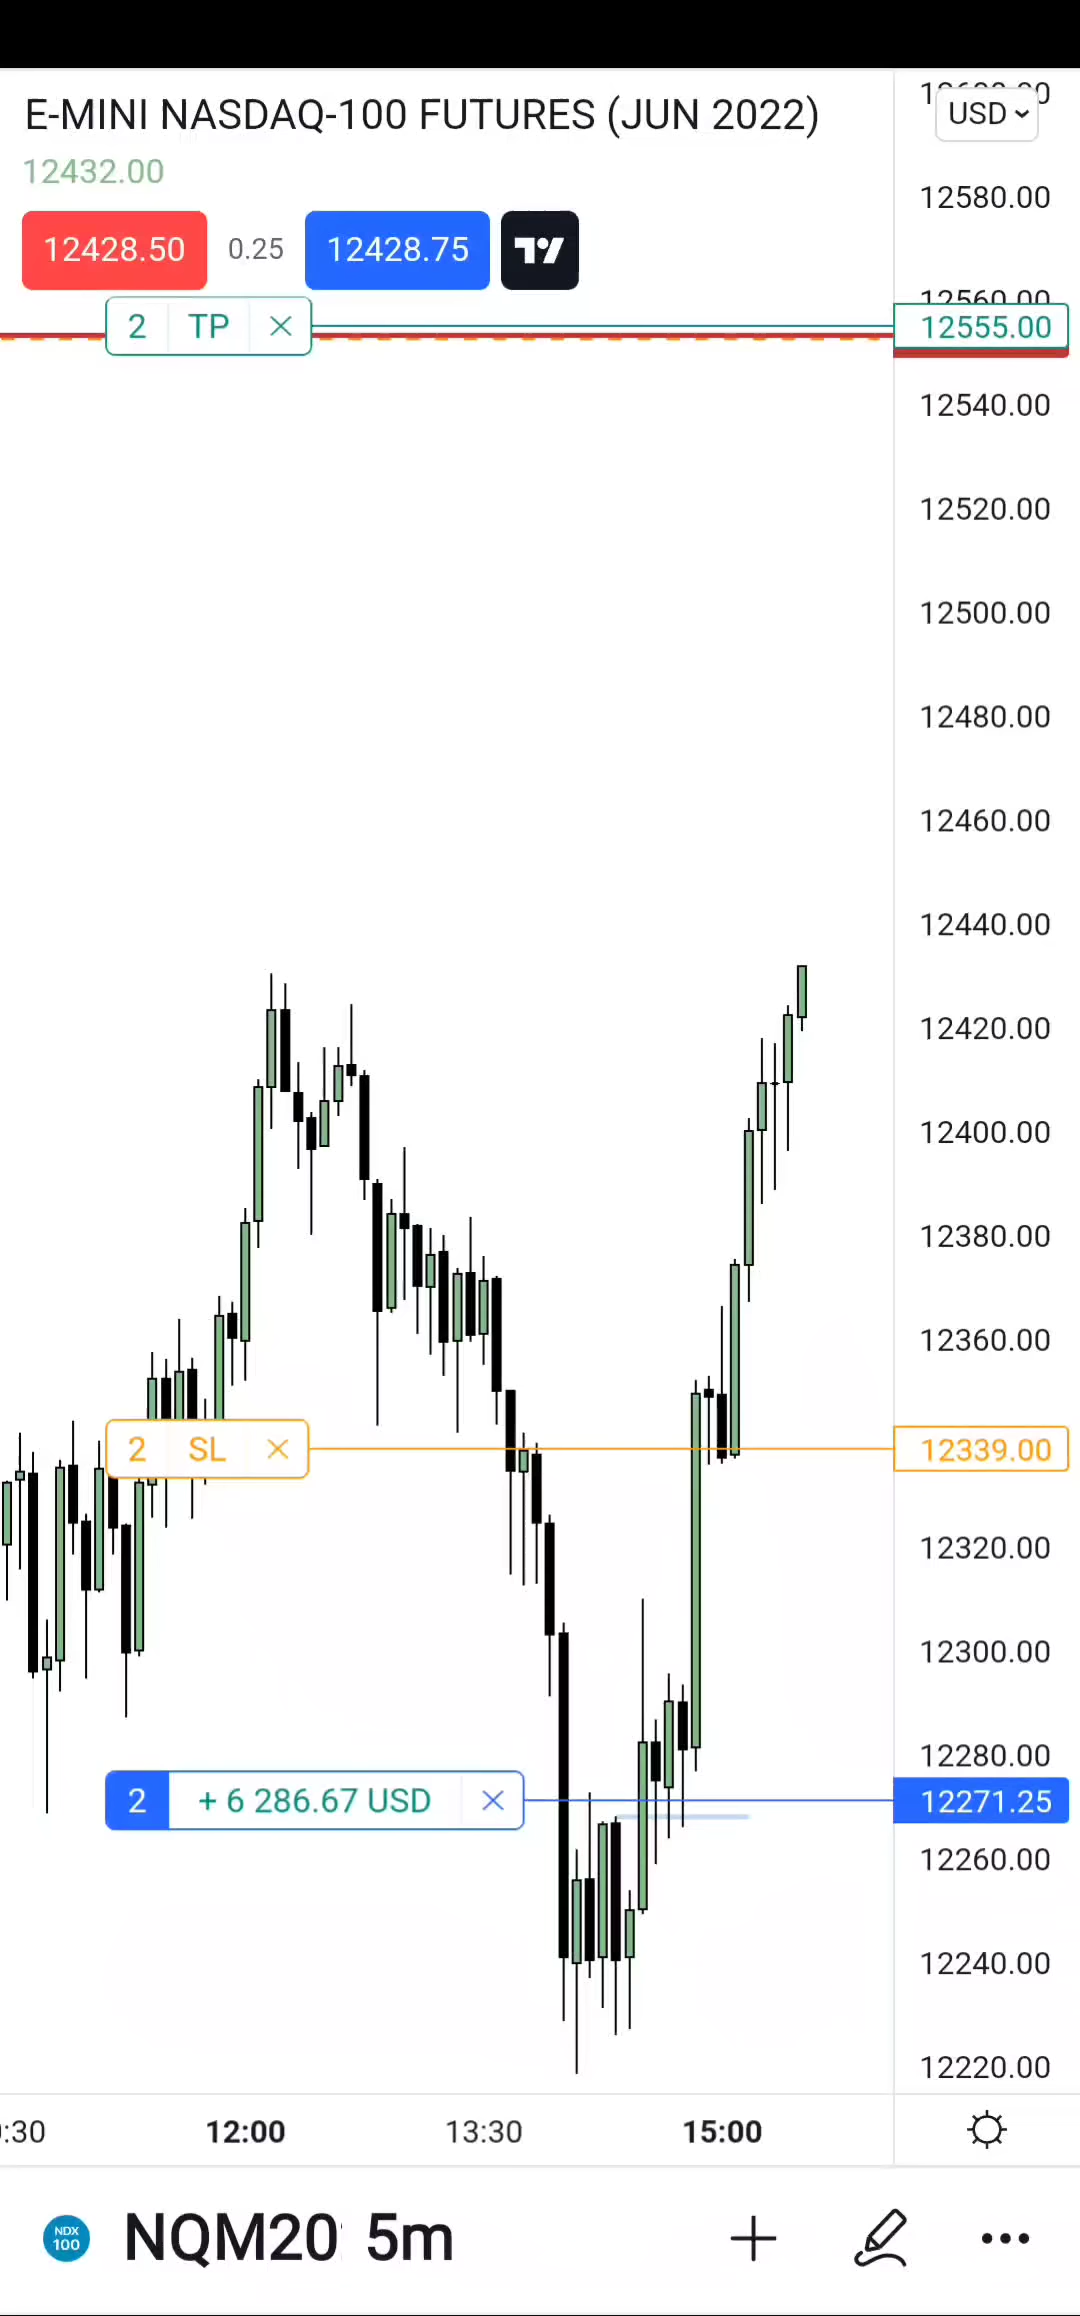 E-MINI NASDAQ-100 FUTURES (JUN 2022)
USD
12432.00
12580.00
12428.50 0.25 12428.75
2 TP 12555.00
12540.00
12520.00
12500.00
12480.00
12460.00
12440.00
12420.00
12400.00
12380.00
12360.00
2 SL 12339.00
12320.00
12300.00
12280.00
2 + 6 286.67 USD 12271.25
12260.00
12240.00
12220.00
:30 12:00 13:30 15:00
NDX
100
NQM20 5m